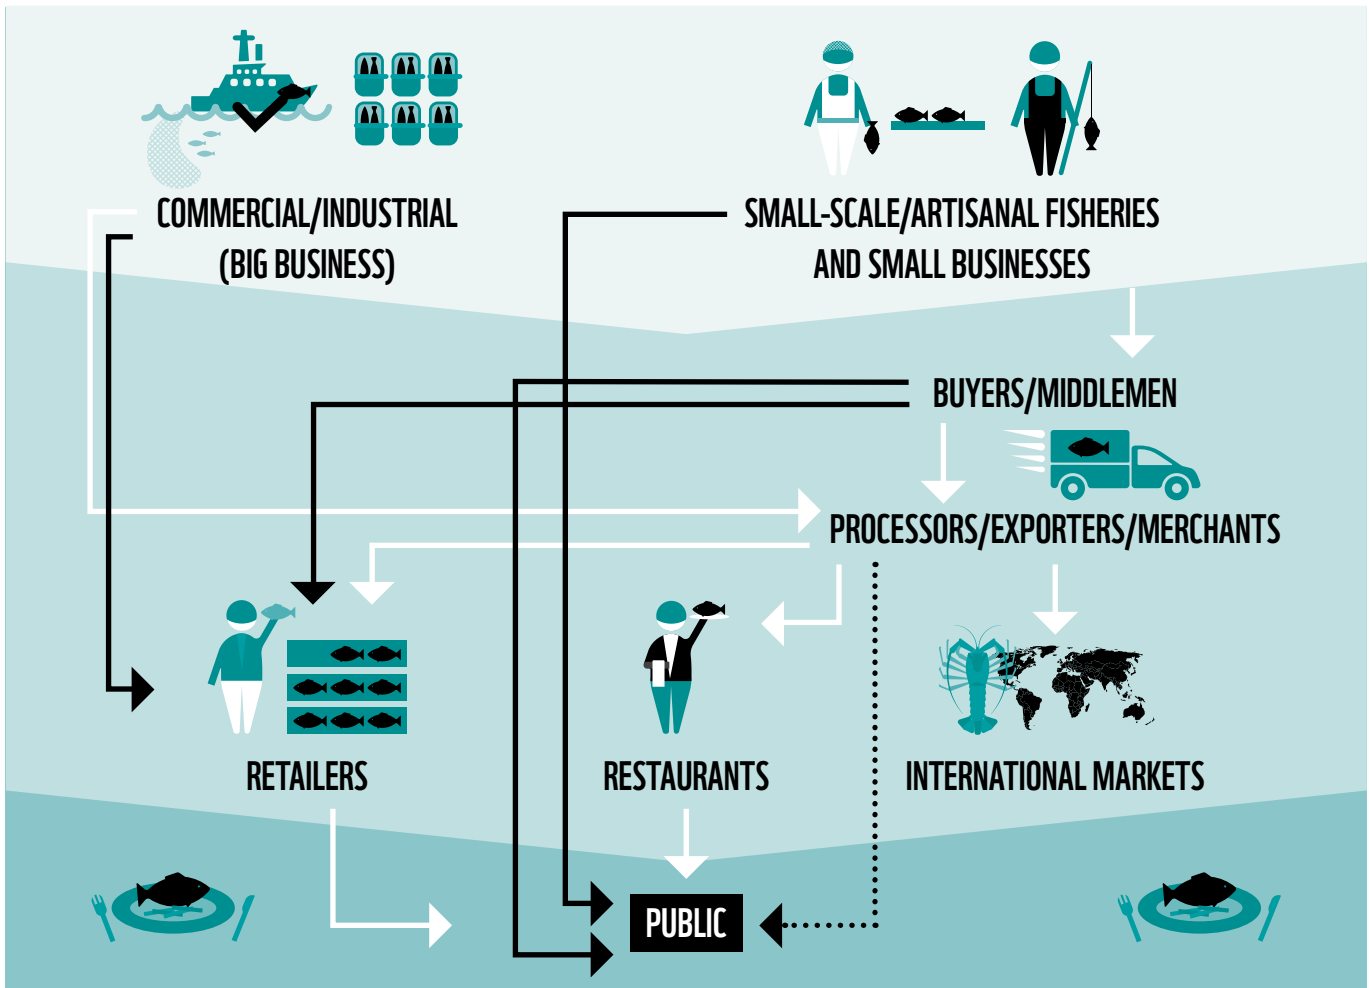 COMMERCIAL/INDUSTRIAL
(BIG BUSINESS)
SMALL-SCALE/ARTISANAL FISHERIES
AND SMALL BUSINESSES
BUYERS/MIDDLEMEN
PROCESSORS/EXPORTERS/MERCHANTS
RETAILERS
RESTAURANTS
INTERNATIONAL MARKETS
PUBLIC